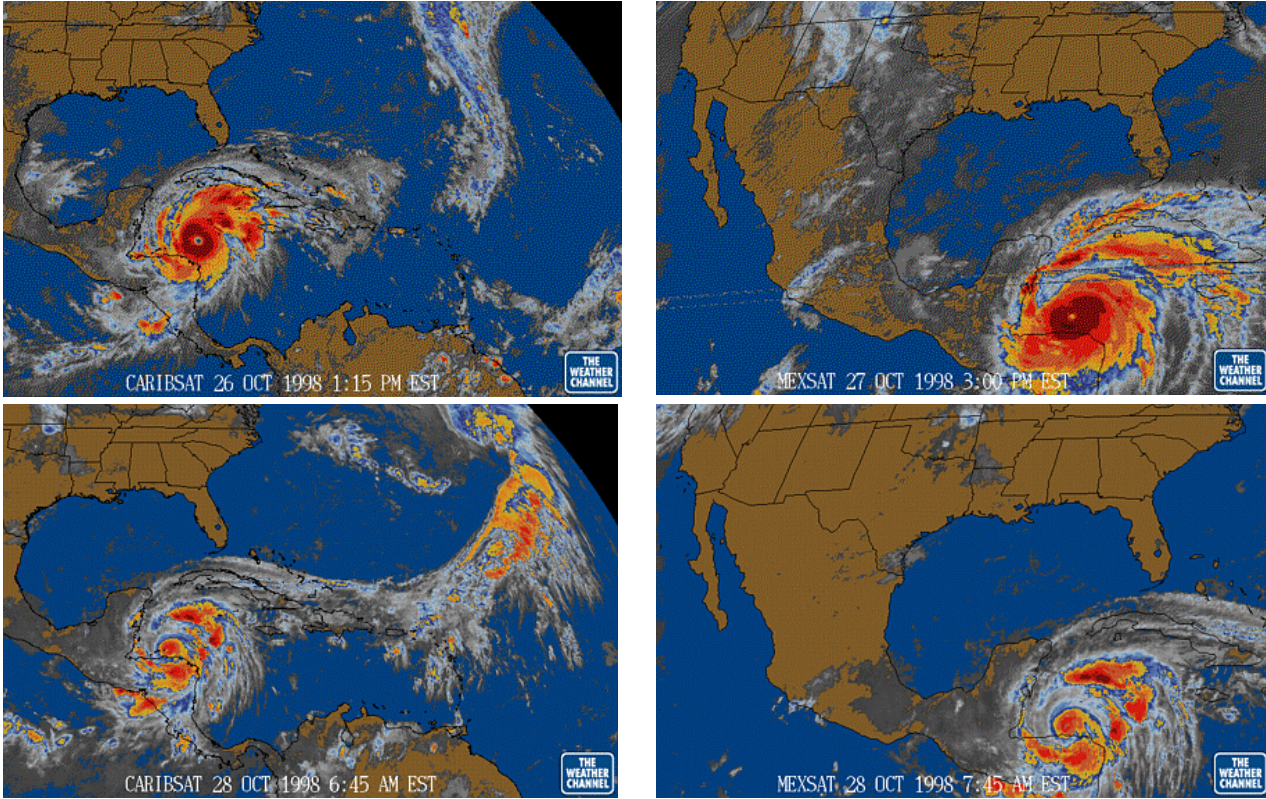 THE
WEATHER
CHANNEL
CARIBSAT 26 OCT 1998 1:15 PM EST
THE
WEATHER
CHANNEL
MEXSAT 27 OCT 1998 3:00 PM EST
THE
WEATHER
CHANNEL
CARIBSAT 28 OCT 1998 6:45 AM EST
THE
WEATHER
CHANNEL
MEXSAT 28 OCT 1998 7:45 AM EST